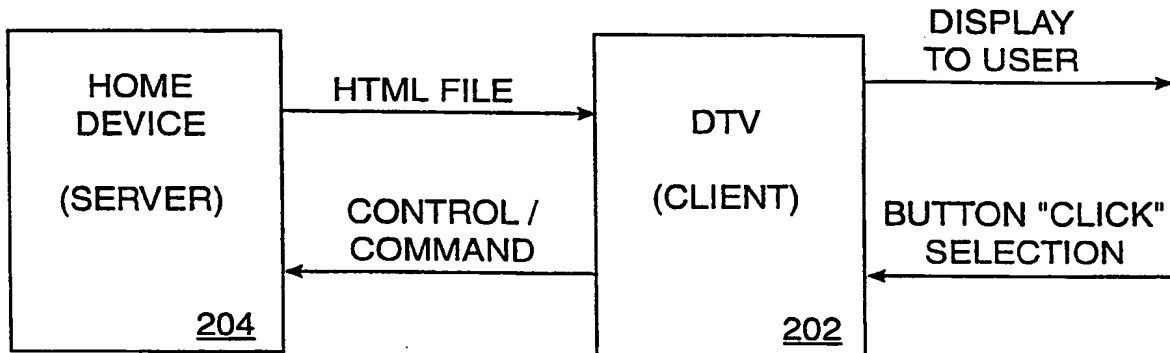 HOME
DEVICE
(SERVER)
204
HTML FILE
CONTROL /
COMMAND
DTV
(CLIENT)
202
DISPLAY
TO USER
BUTTON "CLICK"
SELECTION